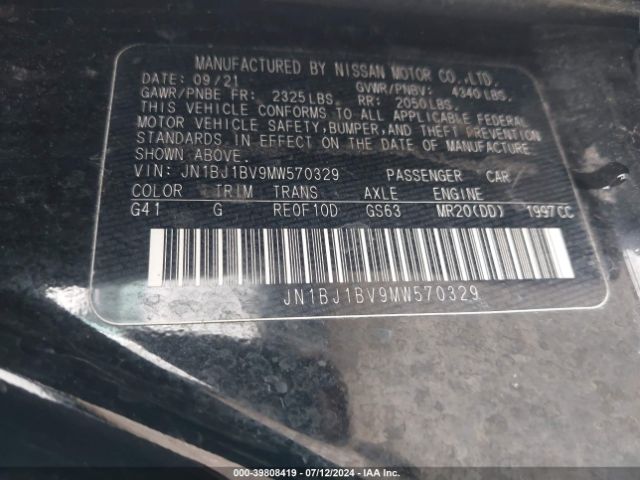 MANUFACTURED BY NISSAN MOTOR CO.,LTD.
DATE: 09/21 GVWR/PNBV: 4340 LBS.
GAWR/PNBE FR: 2325 LBS. RR: 2050 LBS.
THIS VEHICLE CONFORMS TO ALL APPLICABLE FEDERAL
MOTOR VEHICLE SAFETY, BUMPER, AND THEFT PREVENTION
STANDARDS IN EFFECT ON THE DATE OF MANUFACTURE
SHOWN ABOVE.
VIN: JN1BJ1BV9MW570329 PASSENGER CAR
COLOR TRIM TRANS AXLE ENGINE
G41 G RE0F10D GS63 MR20(DD) 1997CC
JN1BJ1BV9MW570329
000-39808419 - 07/12/2024 - IAA Inc.